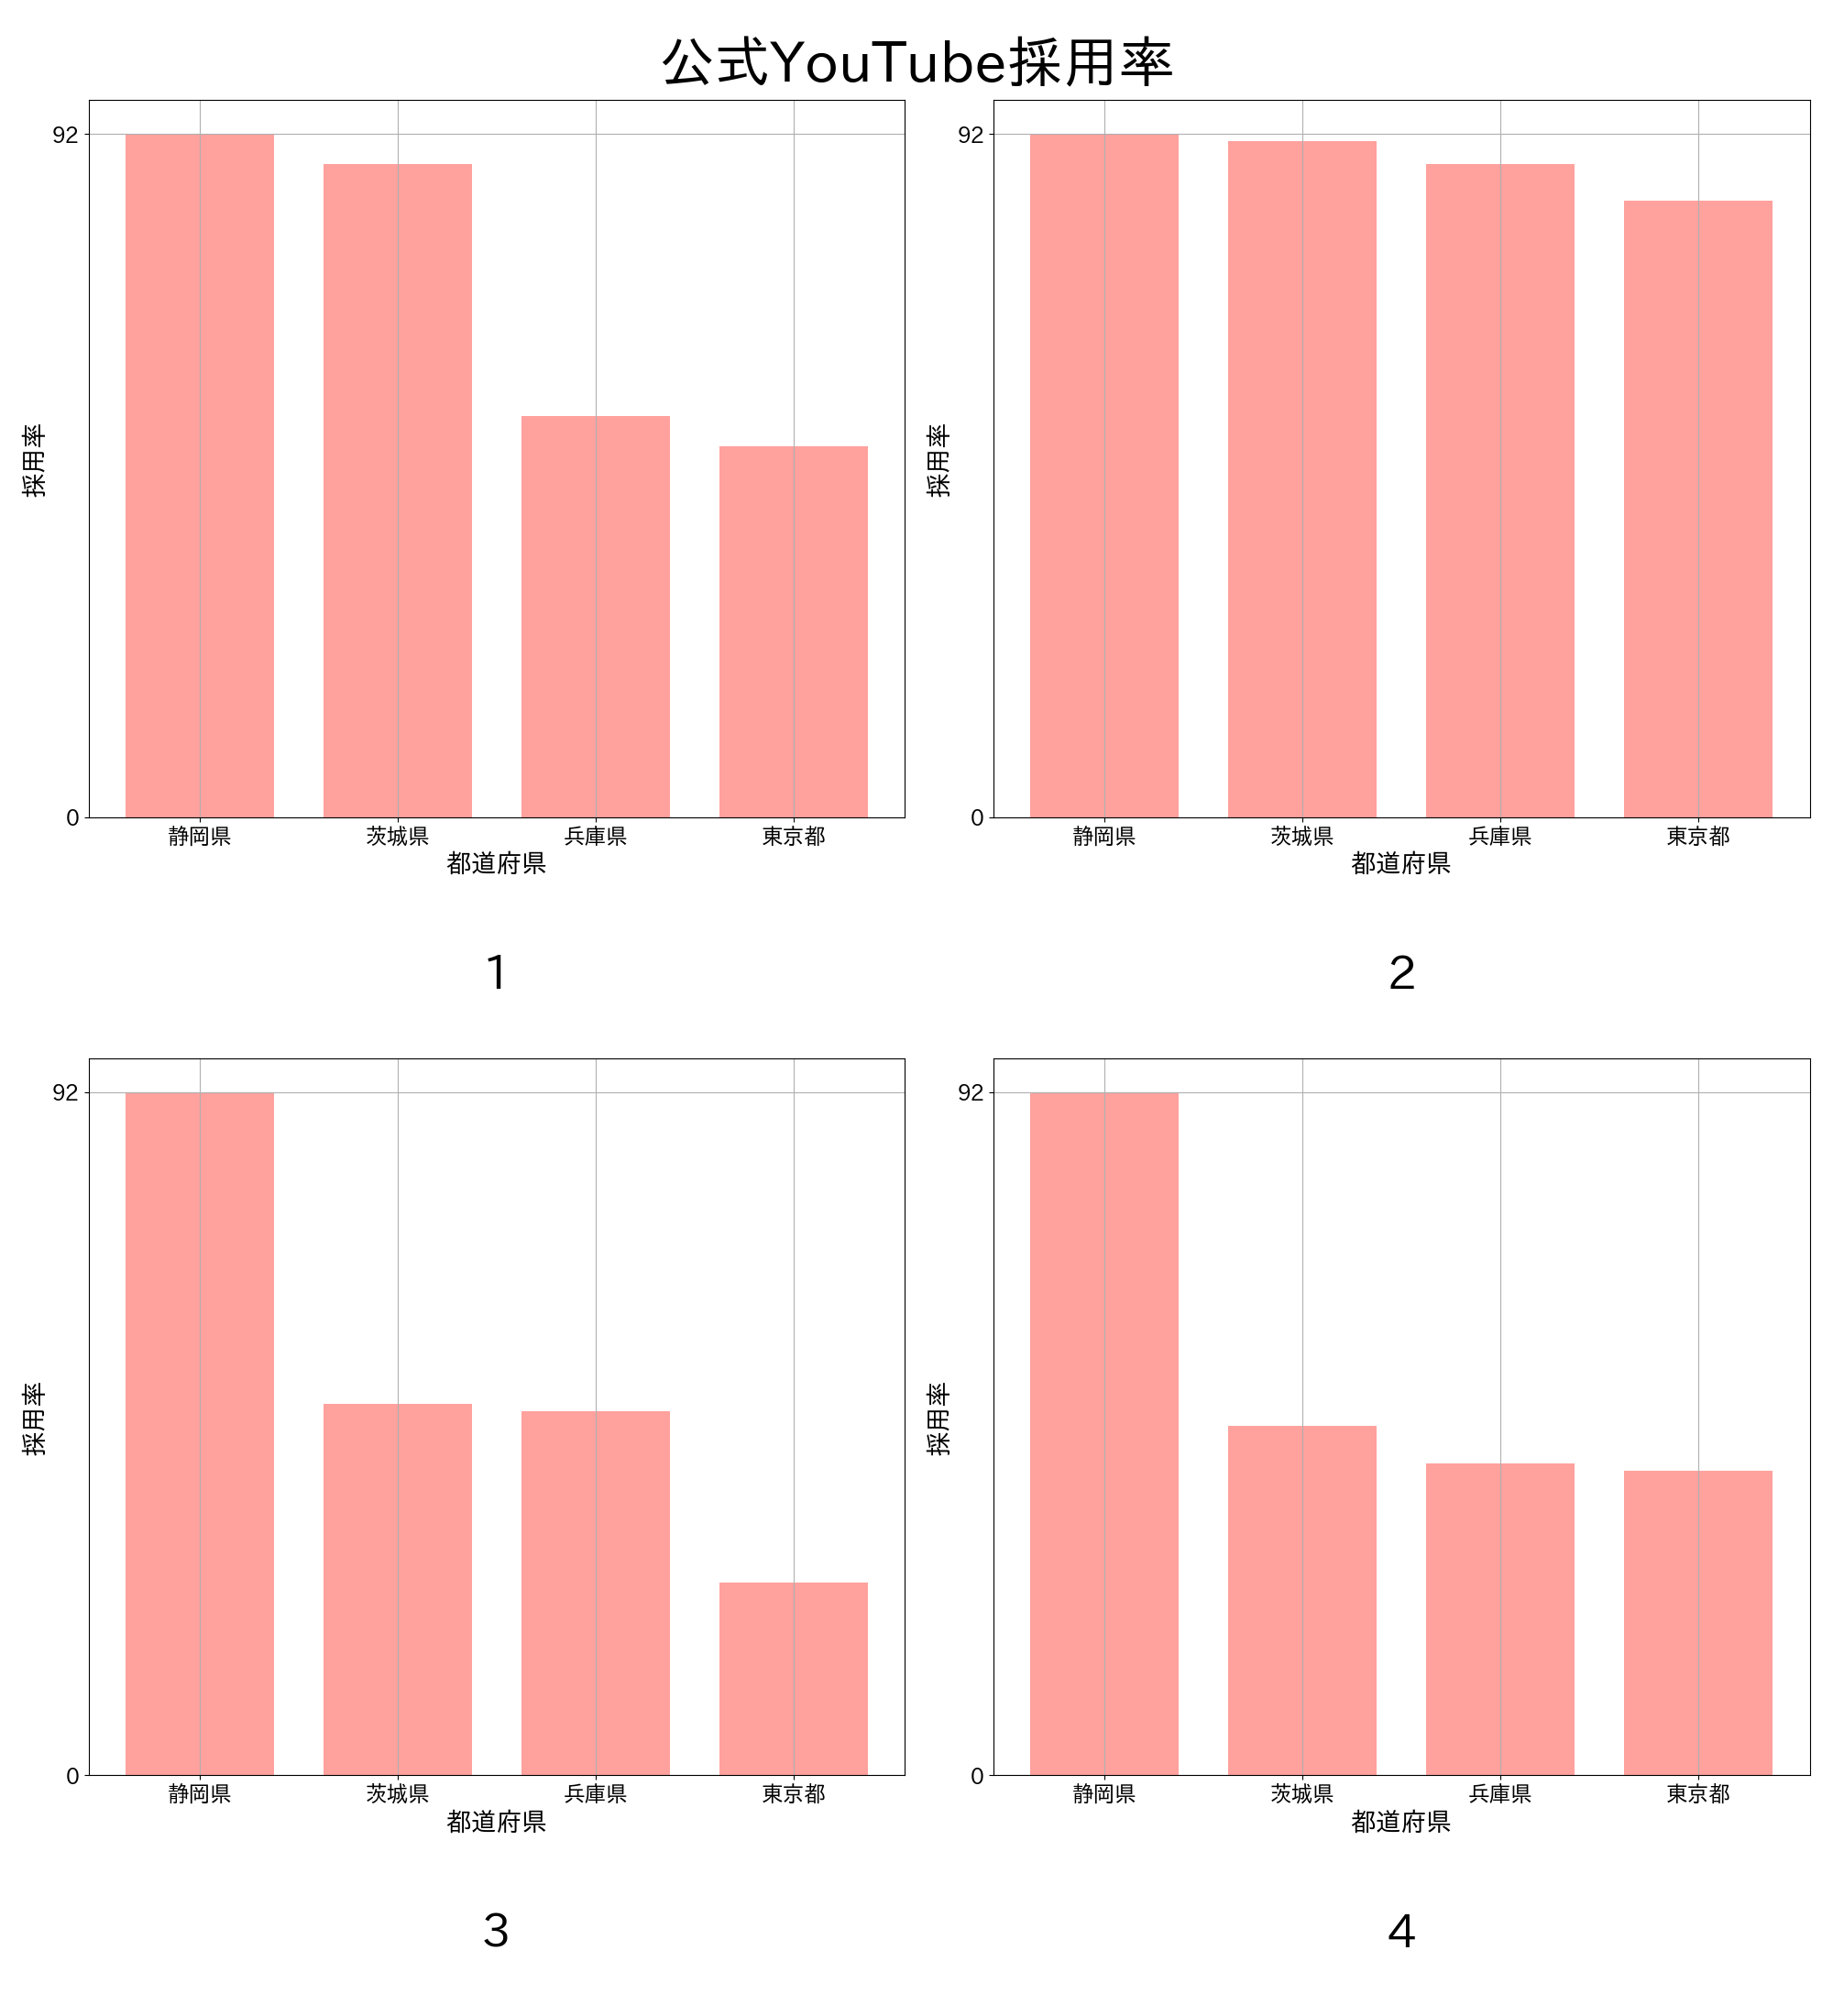 公式YouTube採用率
92
0
採用率
静岡県 茨城県 兵庫県 東京都
都道府県
1
92
0
採用率
静岡県 茨城県 兵庫県 東京都
都道府県
2
92
0
採用率
静岡県 茨城県 兵庫県 東京都
都道府県
3
92
0
採用率
静岡県 茨城県 兵庫県 東京都
都道府県
4